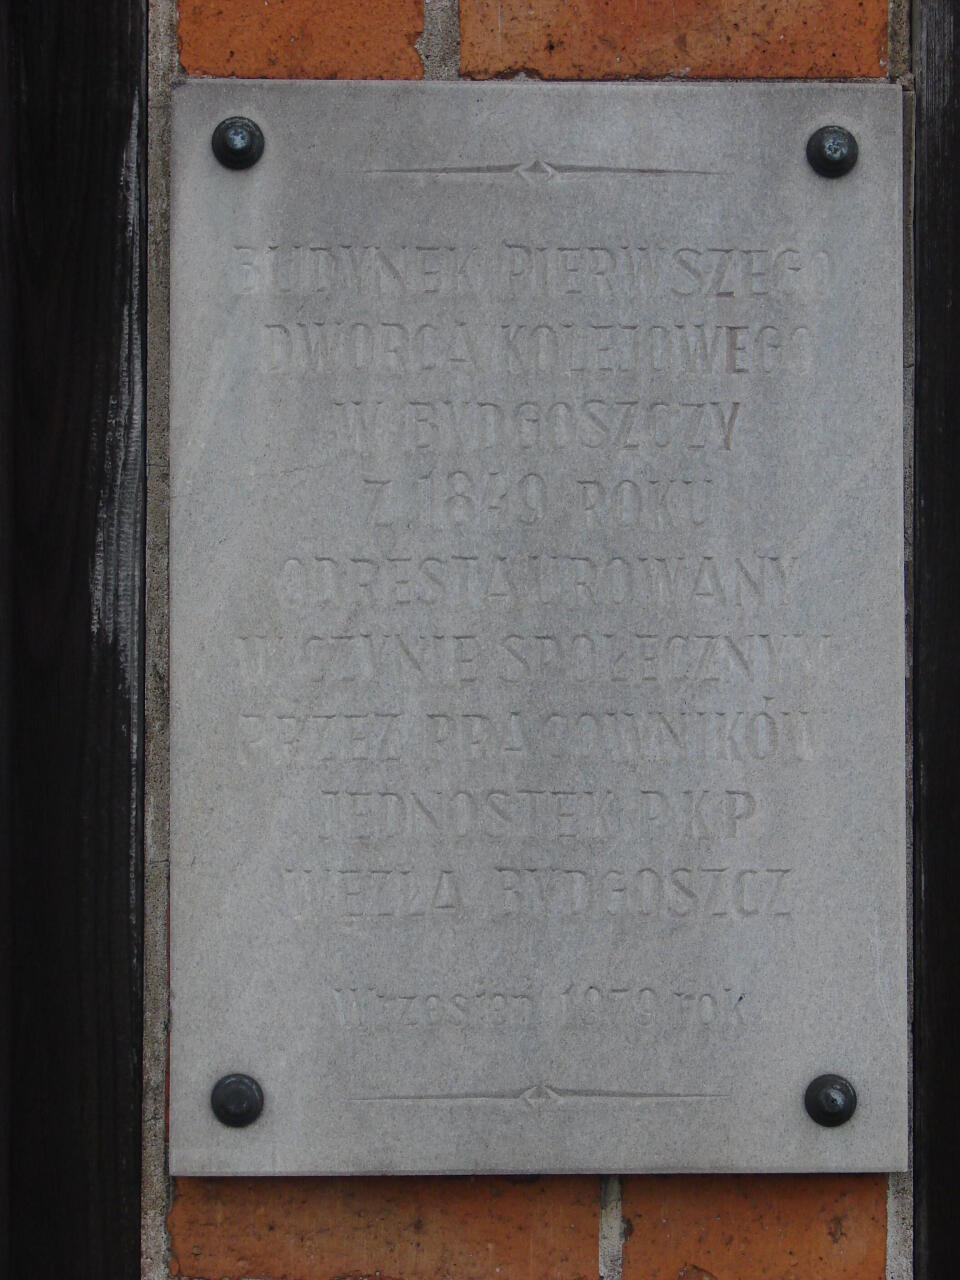 BUDYNEK PIERWSZEGO
DWORCA KOLEJOWEGO
W BYDGOSZCZY
Z 1849 ROKU
ODRESTAUROWANY
W CZYNIE SPOŁECZNYM
PRZEZ PRACOWNIKÓW
JEDNOSTEK PKP
WĘZŁA BYDGOSZCZ
Wrzesień 1979 rok